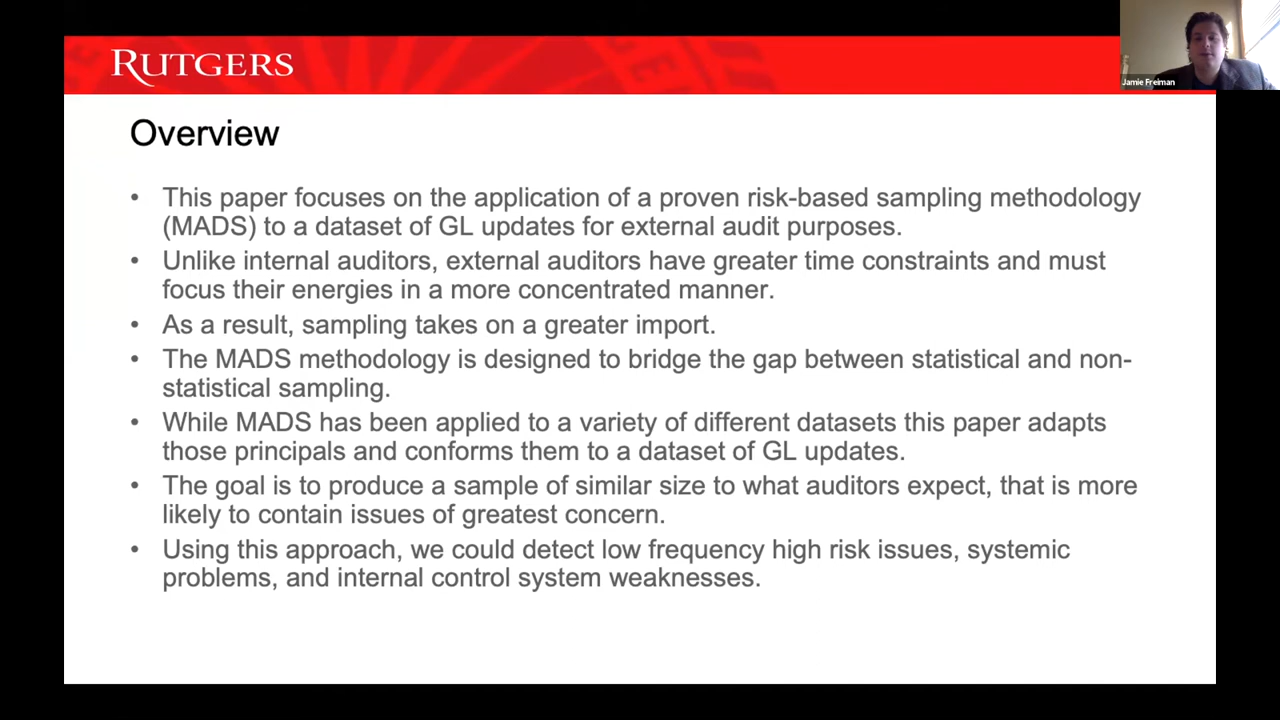 RUTGERS
Jamie Freiman
Overview
• This paper focuses on the application of a proven risk-based sampling methodology
(MADS) to a dataset of GL updates for external audit purposes.
• Unlike internal auditors, external auditors have greater time constraints and must
focus their energies in a more concentrated manner.
• As a result, sampling takes on a greater import.
• The MADS methodology is designed to bridge the gap between statistical and non-
statistical sampling.
• While MADS has been applied to a variety of different datasets this paper adapts
those principals and conforms them to a dataset of GL updates.
• The goal is to produce a sample of similar size to what auditors expect, that is more
likely to contain issues of greatest concern.
• Using this approach, we could detect low frequency high risk issues, systemic
problems, and internal control system weaknesses.